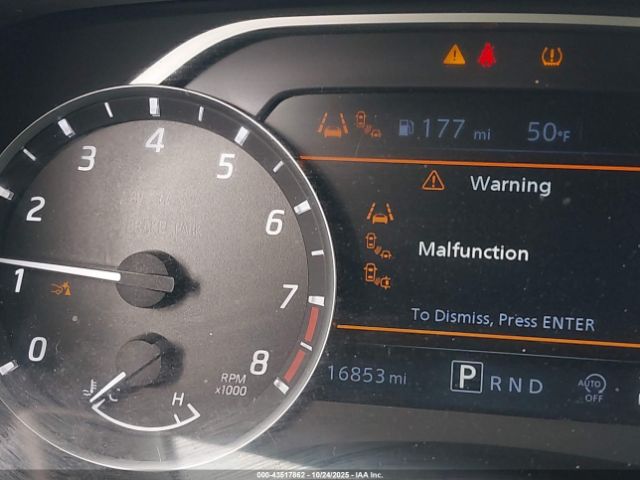 177 mi 50°F
Warning
Malfunction
To Dismiss, Press ENTER
16853 mi P R N D AUTO
OFF
0
1
2
3
4
5
6
7
8
RPM
x1000
H
000-43517862 - 10/24/2025 - IAA Inc.